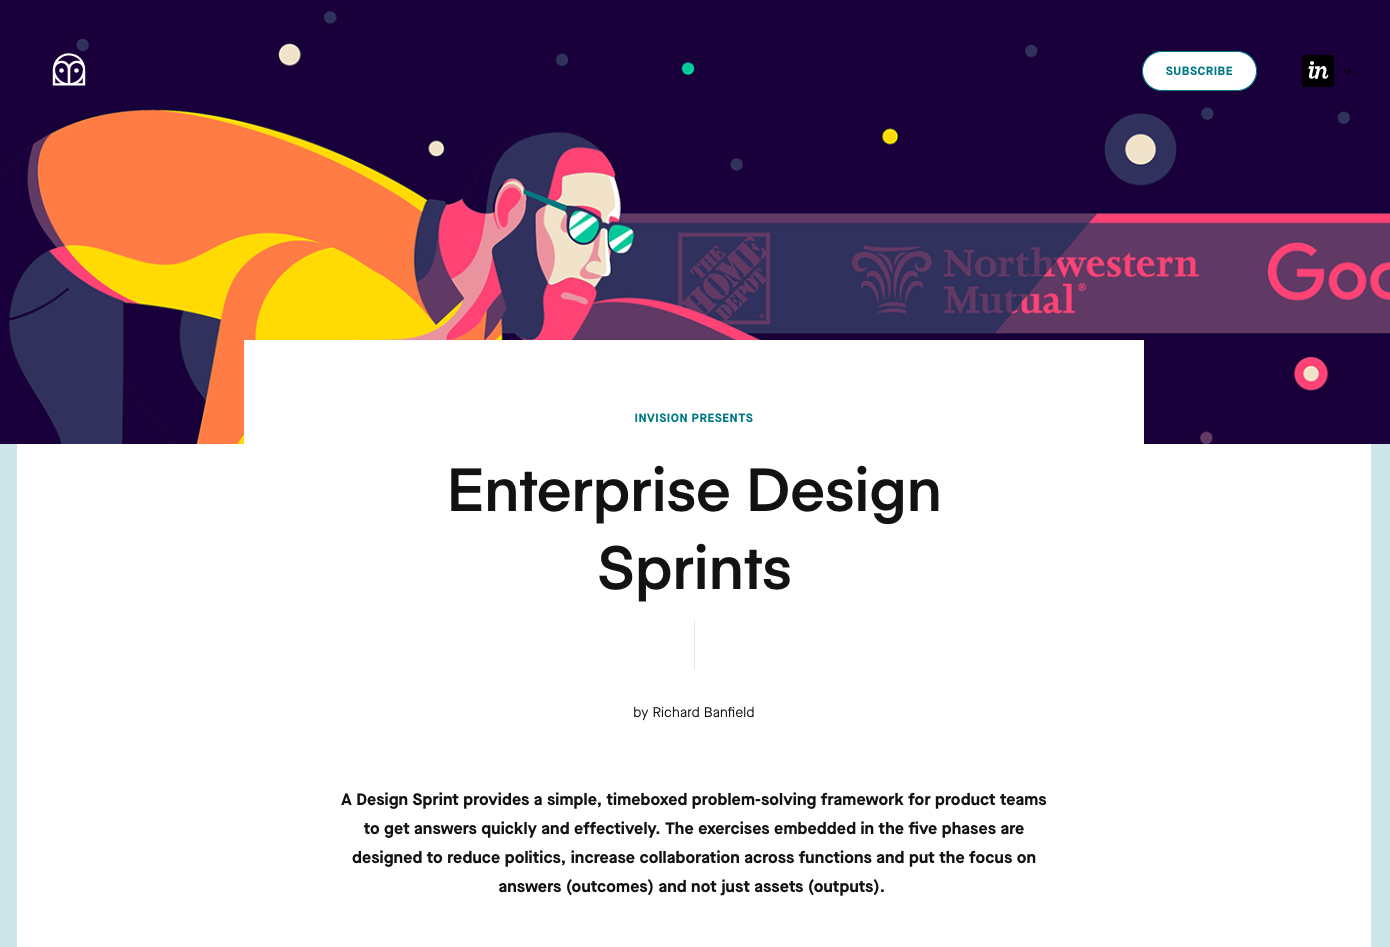 SUBSCRIBE
in
THE
HOME
DEPOT
Northwestern
Mutual®
Goo
INVISION PRESENTS
Enterprise Design
Sprints
by Richard Banfield
A Design Sprint provides a simple, timeboxed problem-solving framework for product teams
to get answers quickly and effectively. The exercises embedded in the five phases are
designed to reduce politics, increase collaboration across functions and put the focus on
answers (outcomes) and not just assets (outputs).